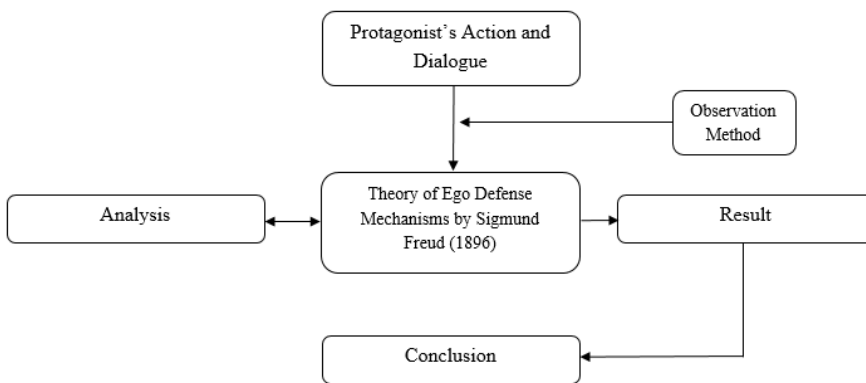 Protagonist's Action and
Dialogue
Observation
Method
Theory of Ego Defense
Mechanisms by Sigmund
Freud (1896)
Analysis
Result
Conclusion